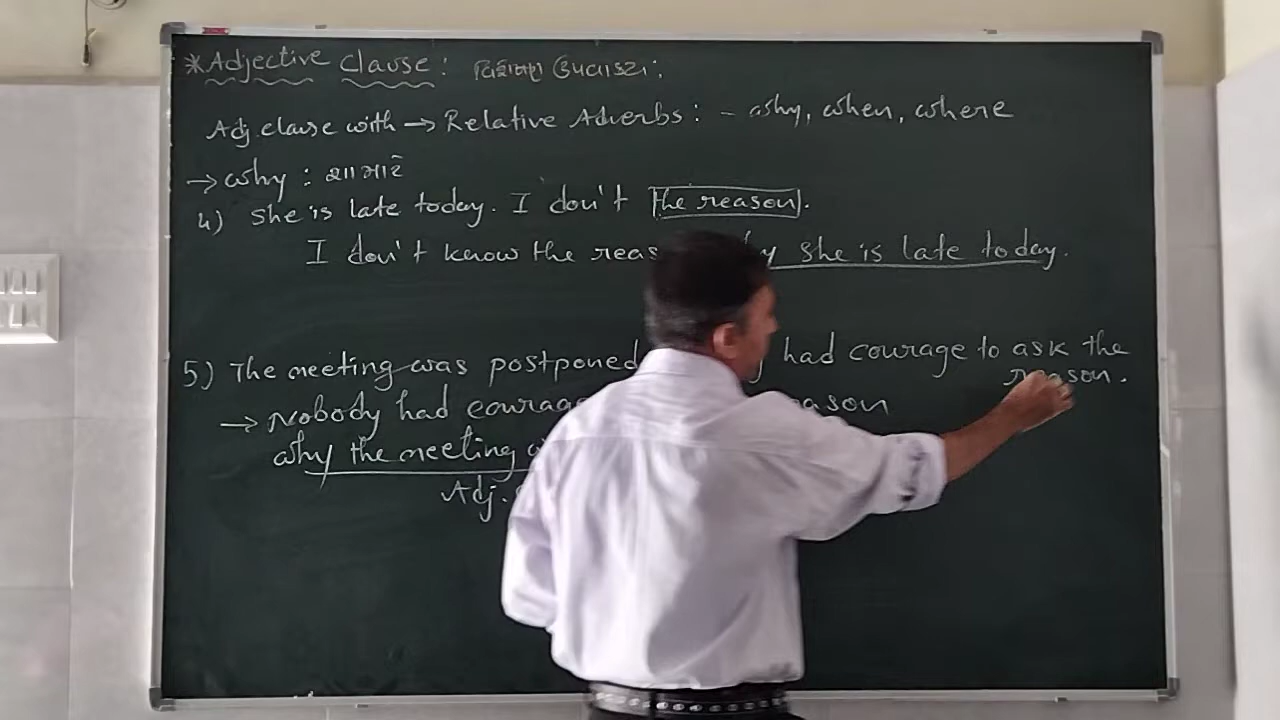 *Adjective Clause: વિશેષણ ઉપવાક્ય:
Adj. clause with → Relative Adverbs: - why, when, where
→ why : શા માટે
4) She is late today. I don't the reason.
I don't know the reas y she is late today.
5) The meeting was postponed y had courage to ask the
reason.
→ Nobody had courag ason
why the meeting
Adj.